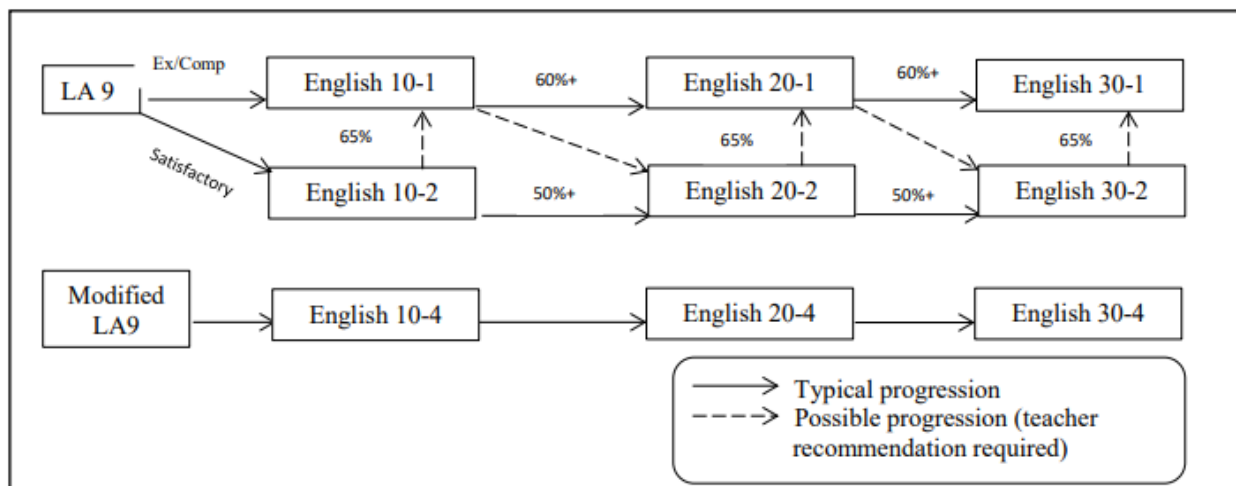 Ex/Comp
60%+
60%+
LA 9
English 10-1
English 20-1
English 30-1
65%
65%
65%
Satisfactory
English 10-2
50%+
English 20-2
50%+
English 30-2
Modified
LA9
English 10-4
English 20-4
English 30-4
Typical progression
Possible progression (teacher
recommendation required)